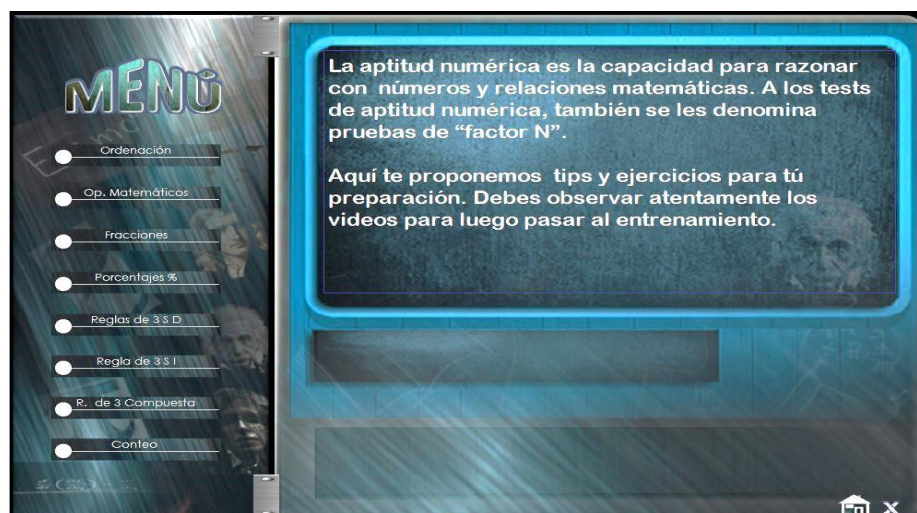 MENÚ
Ordenación
Op. Matemáticos
Fracciones
Porcentajes %
Reglas de 3 S D
Regla de 3 S I
R. de 3 Compuesta
Conteo
La aptitud numérica es la capacidad para razonar
con números y relaciones matemáticas. A los tests
de aptitud numérica, también se les denomina
pruebas de “factor N”.
Aquí te proponemos tips y ejercicios para tú
preparación. Debes observar atentamente los
videos para luego pasar al entrenamiento.
X